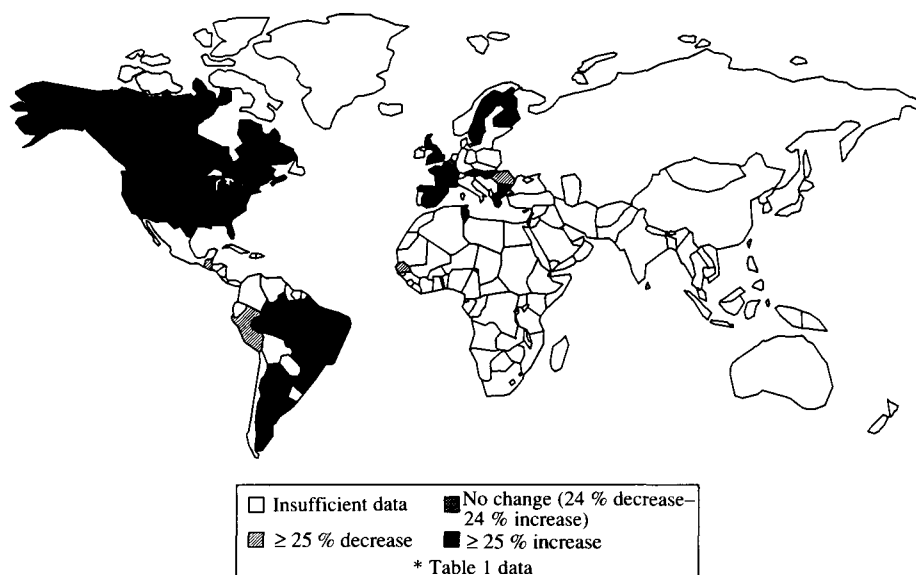 Insufficient data
No change (24 % decrease–
24 % increase)
≥ 25 % decrease
≥ 25 % increase
* Table 1 data